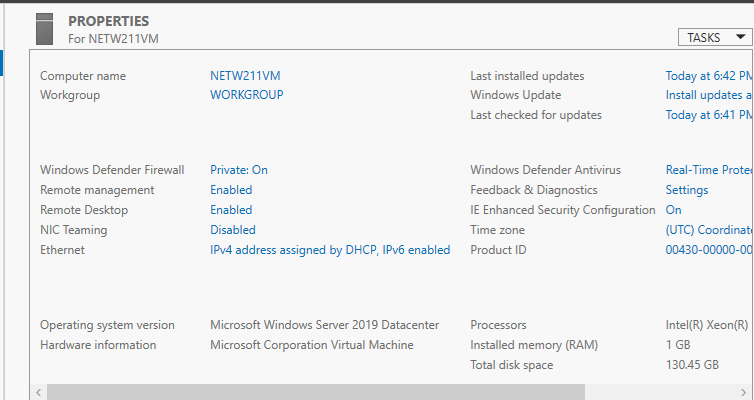 PROPERTIES
For NETW211VM
TASKS
Computer name NETW211VM Last installed updates Today at 6:42 PM
Workgroup WORKGROUP Windows Update Install updates a
Last checked for updates Today at 6:41 PM
Windows Defender Firewall Private: On Windows Defender Antivirus Real-Time Prote
Remote management Enabled Feedback & Diagnostics Settings
Remote Desktop Enabled IE Enhanced Security Configuration On
NIC Teaming Disabled Time zone (UTC) Coordinat
Ethernet IPv4 address assigned by DHCP, IPv6 enabled Product ID 00430-00000-00
Operating system version Microsoft Windows Server 2019 Datacenter Processors Intel(R) Xeon(R)
Hardware information Microsoft Corporation Virtual Machine Installed memory (RAM) 1 GB
Total disk space 130.45 GB